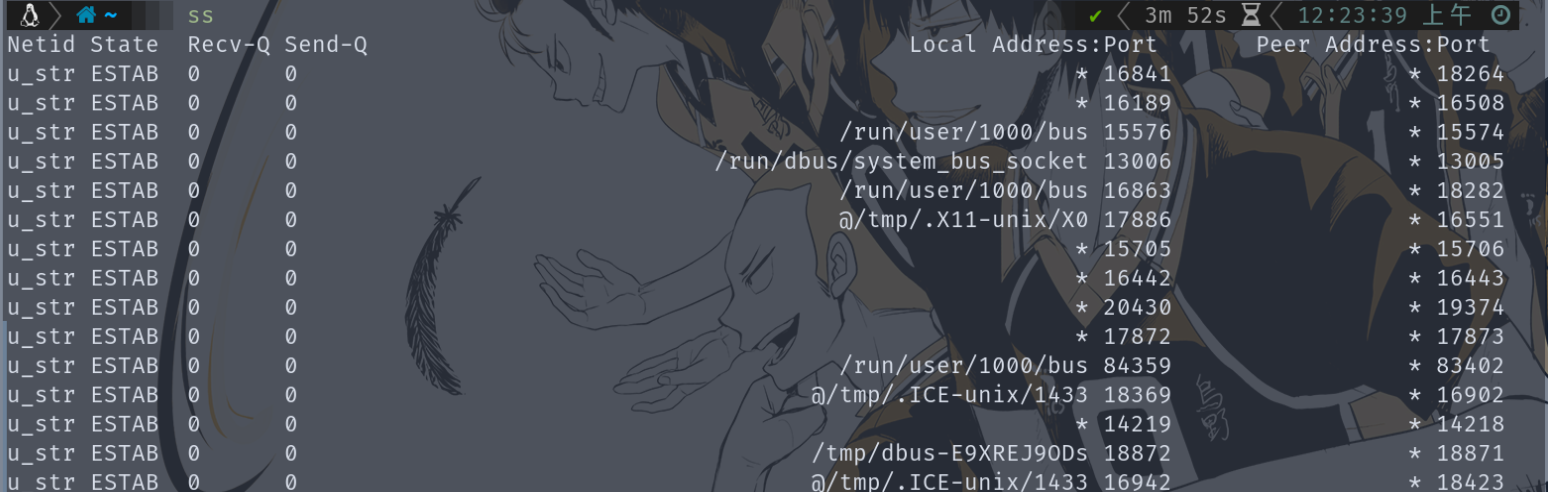 ~ ss ✔ 3m 52s 12:23:39 上午
Netid State Recv-Q Send-Q Local Address:Port Peer Address:Port
u_str ESTAB 0 0 * 16841 * 18264
u_str ESTAB 0 0 * 16189 * 16508
u_str ESTAB 0 0 /run/user/1000/bus 15576 * 15574
u_str ESTAB 0 0 /run/dbus/system_bus_socket 13006 * 13005
u_str ESTAB 0 0 /run/user/1000/bus 16863 * 18282
u_str ESTAB 0 0 @/tmp/.X11-unix/X0 17886 * 16551
u_str ESTAB 0 0 * 15705 * 15706
u_str ESTAB 0 0 * 16442 * 16443
u_str ESTAB 0 0 * 20430 * 19374
u_str ESTAB 0 0 * 17872 * 17873
u_str ESTAB 0 0 /run/user/1000/bus 84359 * 83402
u_str ESTAB 0 0 @/tmp/.ICE-unix/1433 18369 * 16902
u_str ESTAB 0 0 * 14219 * 14218
u_str ESTAB 0 0 /tmp/dbus-E9XREJ9ODs 18872 * 18871
u_str ESTAB 0 0 @/tmp/.ICE-unix/1433 16942 * 18423
烏野